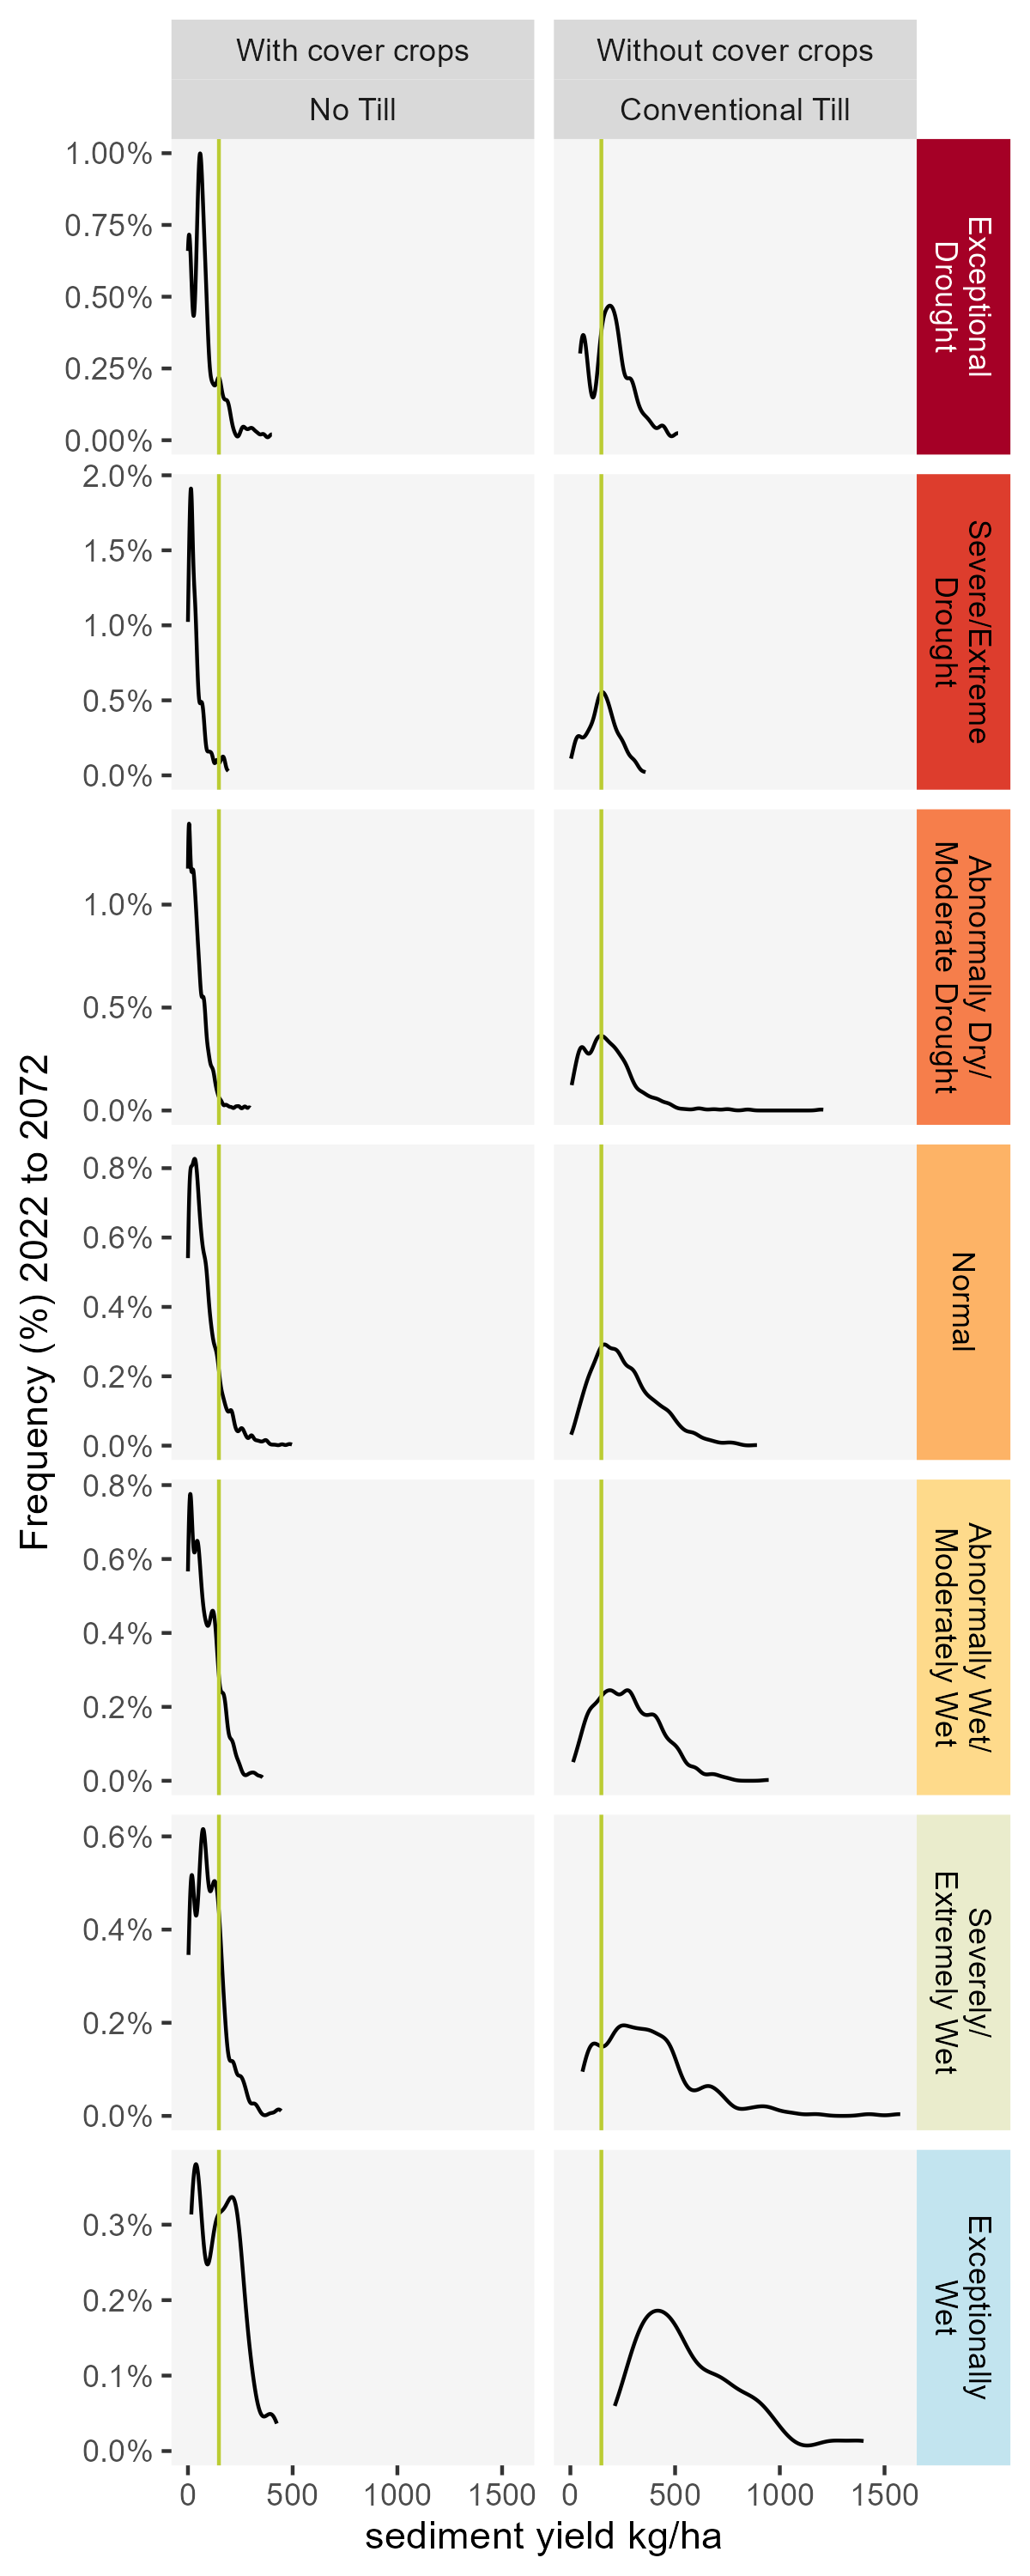 With cover crops
Without cover crops
No Till
Conventional Till
Frequency (%) 2022 to 2072
1.00%
0.75%
0.50%
0.25%
0.00%
Exceptional
Drought
2.0%
1.5%
1.0%
0.5%
0.0%
Severe/Extreme
Drought
1.0%
0.5%
0.0%
Abnormally Dry/
Moderate Drought
0.8%
0.6%
0.4%
0.2%
0.0%
Normal
0.8%
0.6%
0.4%
0.2%
0.0%
Abnormally Wet/
Moderately Wet
0.6%
0.4%
0.2%
0.0%
Severely/
Extremely Wet
0.3%
0.2%
0.1%
0.0%
Exceptionally
Wet
0 500 1000 1500
0 500 1000 1500
sediment yield kg/ha